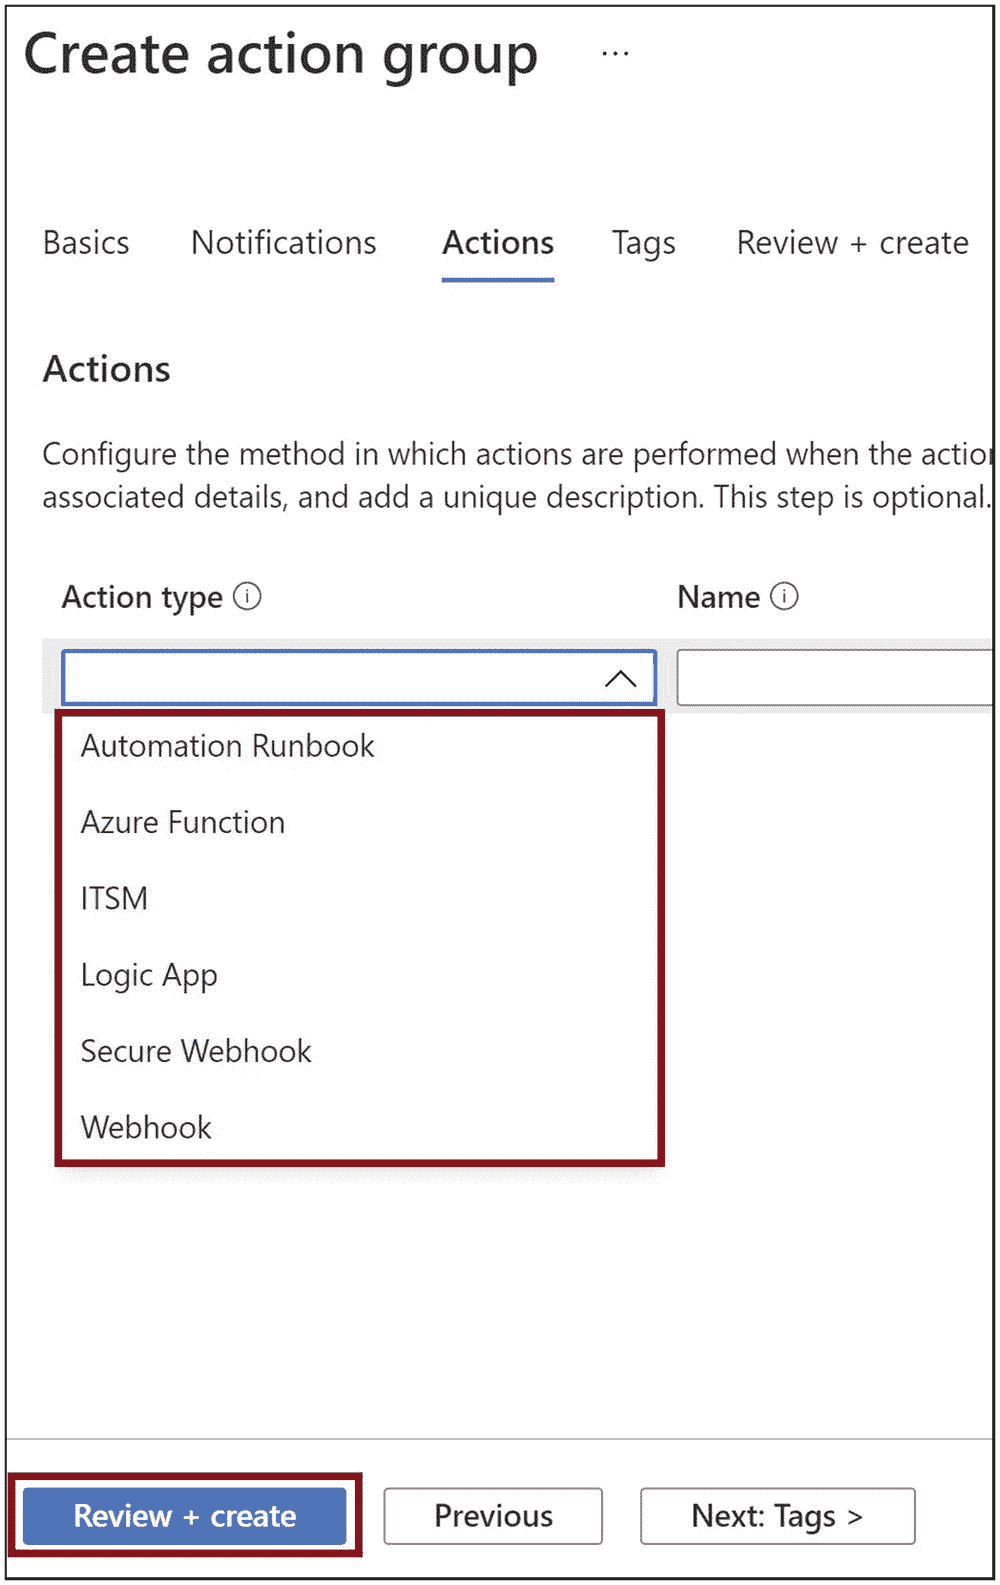 Create action group ...
Basics Notifications Actions Tags Review + create
Actions
Configure the method in which actions are performed when the action
associated details, and add a unique description. This step is optional.
Action type Name
Automation Runbook
Azure Function
ITSM
Logic App
Secure Webhook
Webhook
Review + create Previous Next: Tags >